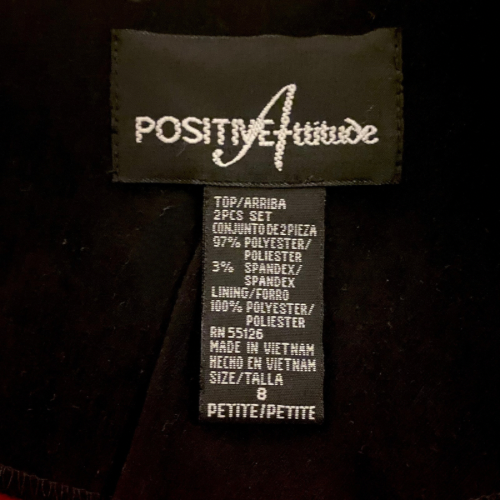 POSITIVE Attitude
TOP/ARRIBA
2PCS SET
CONJUNTO DE 2 PIEZA
97% POLYESTER/
POLIESTER
3% SPANDEX/
SPANDEX
LINING/FORRO
100% POLYESTER/
POLIESTER
RN 55126
MADE IN VIETNAM
HECHO EN VIETNAM
SIZE/TALLA
8
PETITE/PETITE